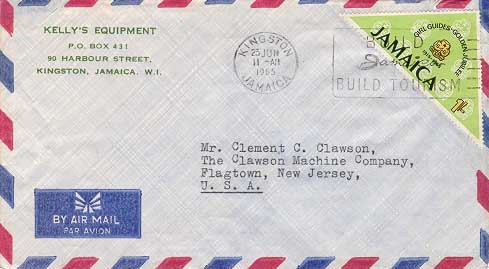 KELLY'S EQUIPMENT
P.O. BOX 431
90 HARBOUR STREET,
KINGSTON, JAMAICA. W.I.
KINGSTON
23 JUN
11-AM
1965
JAMAICA
BUILD
BUILD TOURISM
GIRL GUIDES·GOLDEN JUBILEE
JAMAICA
1/-
Mr. Clement C. Clawson,
The Clawson Machine Company,
Flagtown, New Jersey,
U. S. A.
BY AIR MAIL
PAR AVION